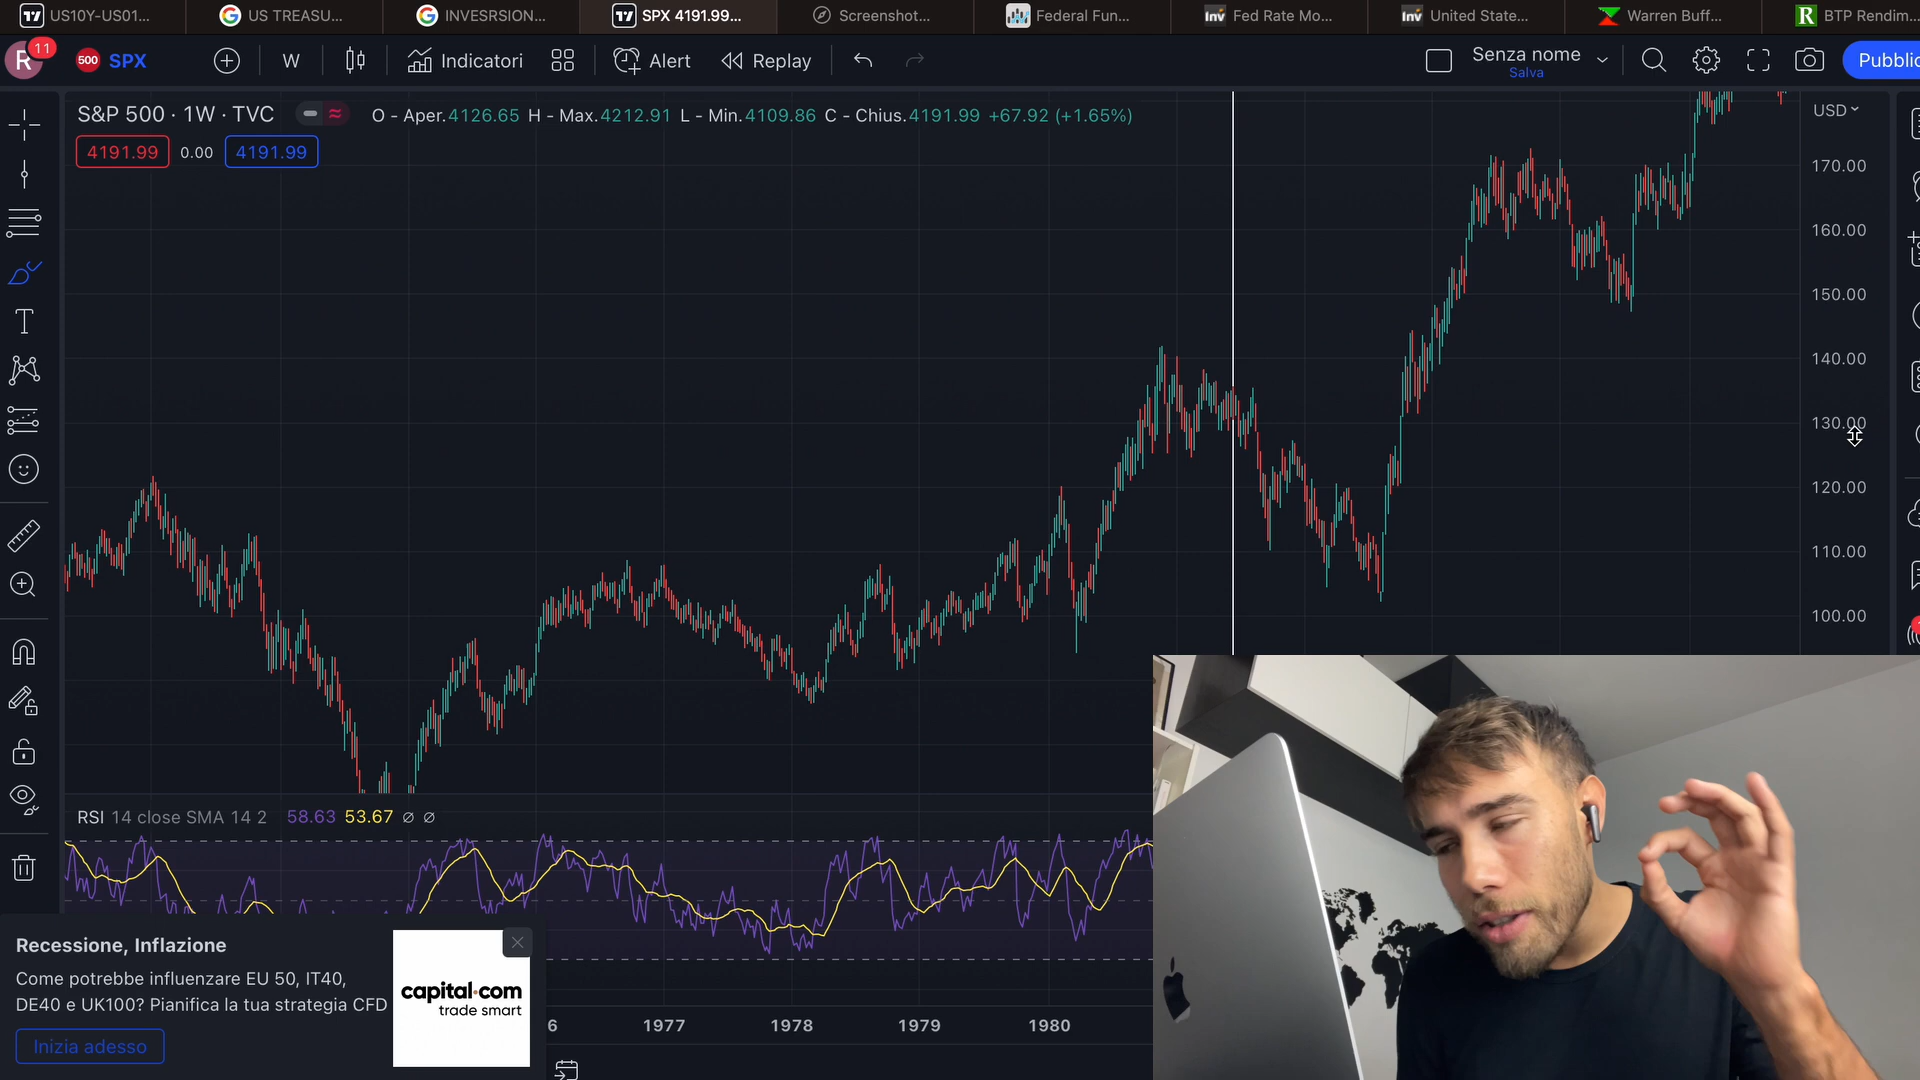 US10Y-US01...
US TREASU...
INVESRSION...
SPX 4191.99...
Screenshot...
Federal Fun...
Fed Rate Mo...
United State...
Warren Buff...
BTP Rendim...
R
11
500 SPX
W
Indicatori
Alert
Replay
Senza nome
Salva
Pubblic
S&P 500 · 1W · TVC
O - Aper.4126.65 H - Max.4212.91 L - Min.4109.86 C - Chius.4191.99 +67.92 (+1.65%)
4191.99 0.00 4191.99
USD
170.00
160.00
150.00
140.00
130.00
120.00
110.00
100.00
RSI 14 close SMA 14 2 58.63 53.67 ∅ ∅
Recessione, Inflazione
Come potrebbe influenzare EU 50, IT40,
DE40 e UK100? Pianifica la tua strategia CFD
Inizia adesso
capital.com
trade smart
6 1977 1978 1979 1980